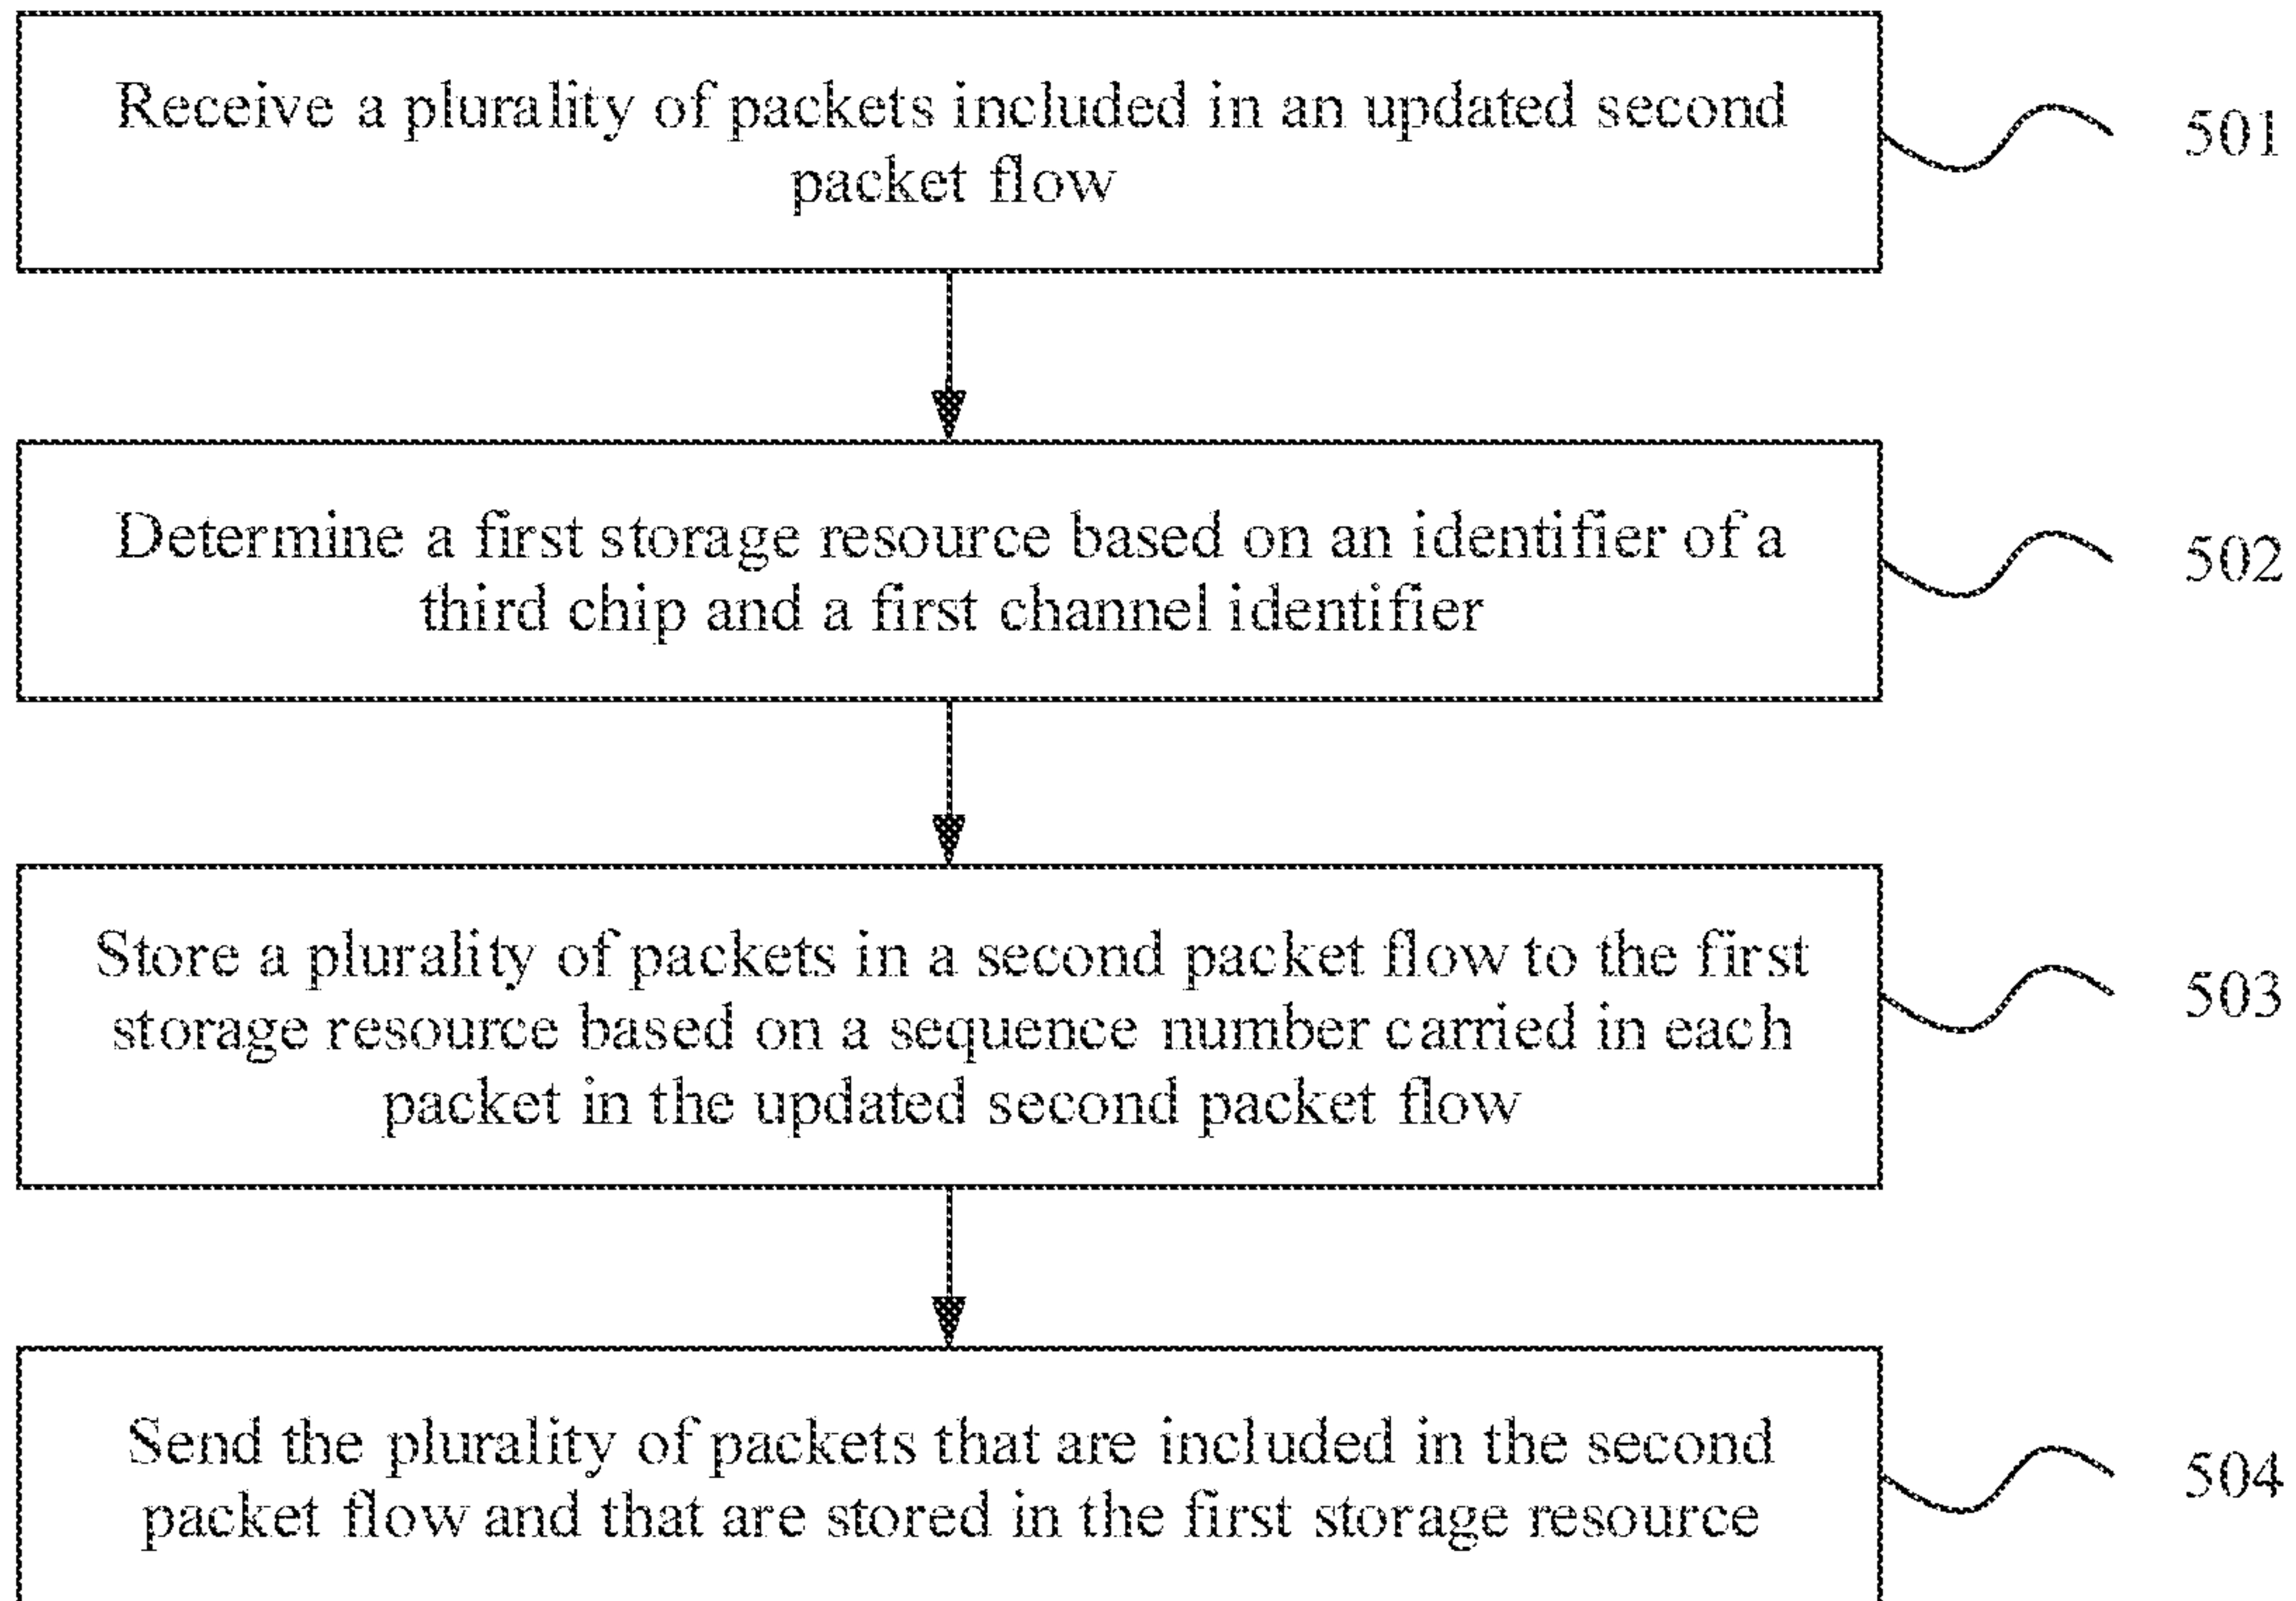 Receive a plurality of packets included in an updated second
packet flow
501
Determine a first storage resource based on an identifier of a
third chip and a first channel identifier
502
Store a plurality of packets in a second packet flow to the first
storage resource based on a sequence number carried in each
packet in the updated second packet flow
503
Send the plurality of packets that are included in the second
packet flow and that are stored in the first storage resource
504